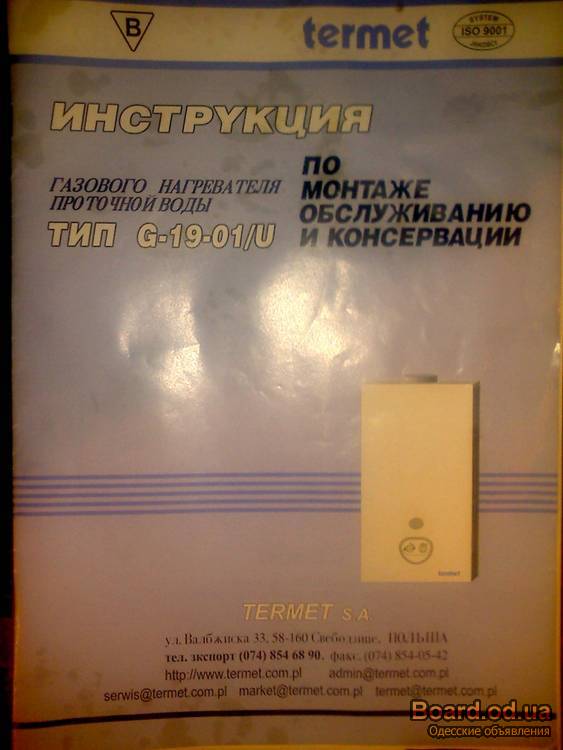 B
termet
SYSTEM
ISO 9001
ИНСТРУКЦИЯ
ГАЗОВОГО НАГРЕВАТЕЛЯ
ПРОТОЧНОЙ ВОДЫ
ТИП G-19-01/U
ПО
МОНТАЖЕ
ОБСЛУЖИВАНИЮ
И КОНСЕРВАЦИИ
termet
TERMET S.A.
ул. Валбжиска 33, 58-160 Свебодзице, ПОЛЬША
тел. экспорт (074) 854 68 90, факс. (074) 854-05-42
http://www.termet.com.pl admin@termet.com.pl
serwis@termet.com.pl market@termet.com.pl termet@termet.com.pl
Board.od.ua
Одесские объявления